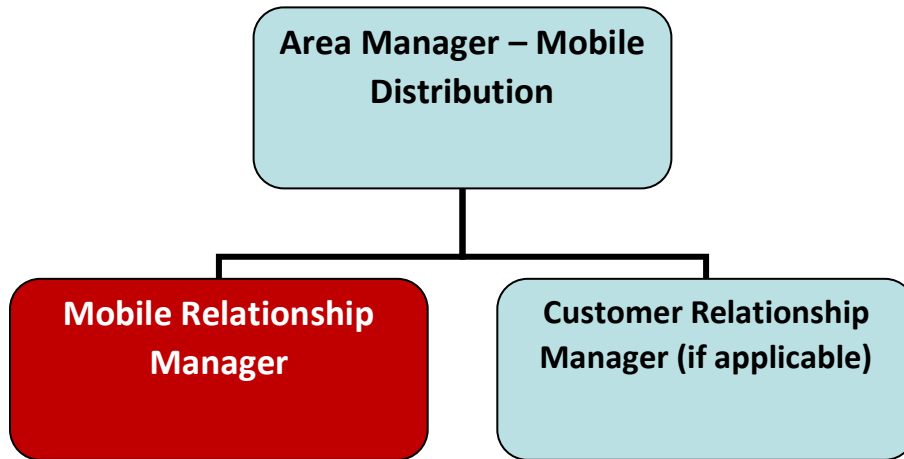 Area Manager – Mobile
Distribution
Mobile Relationship
Manager
Customer Relationship
Manager (if applicable)